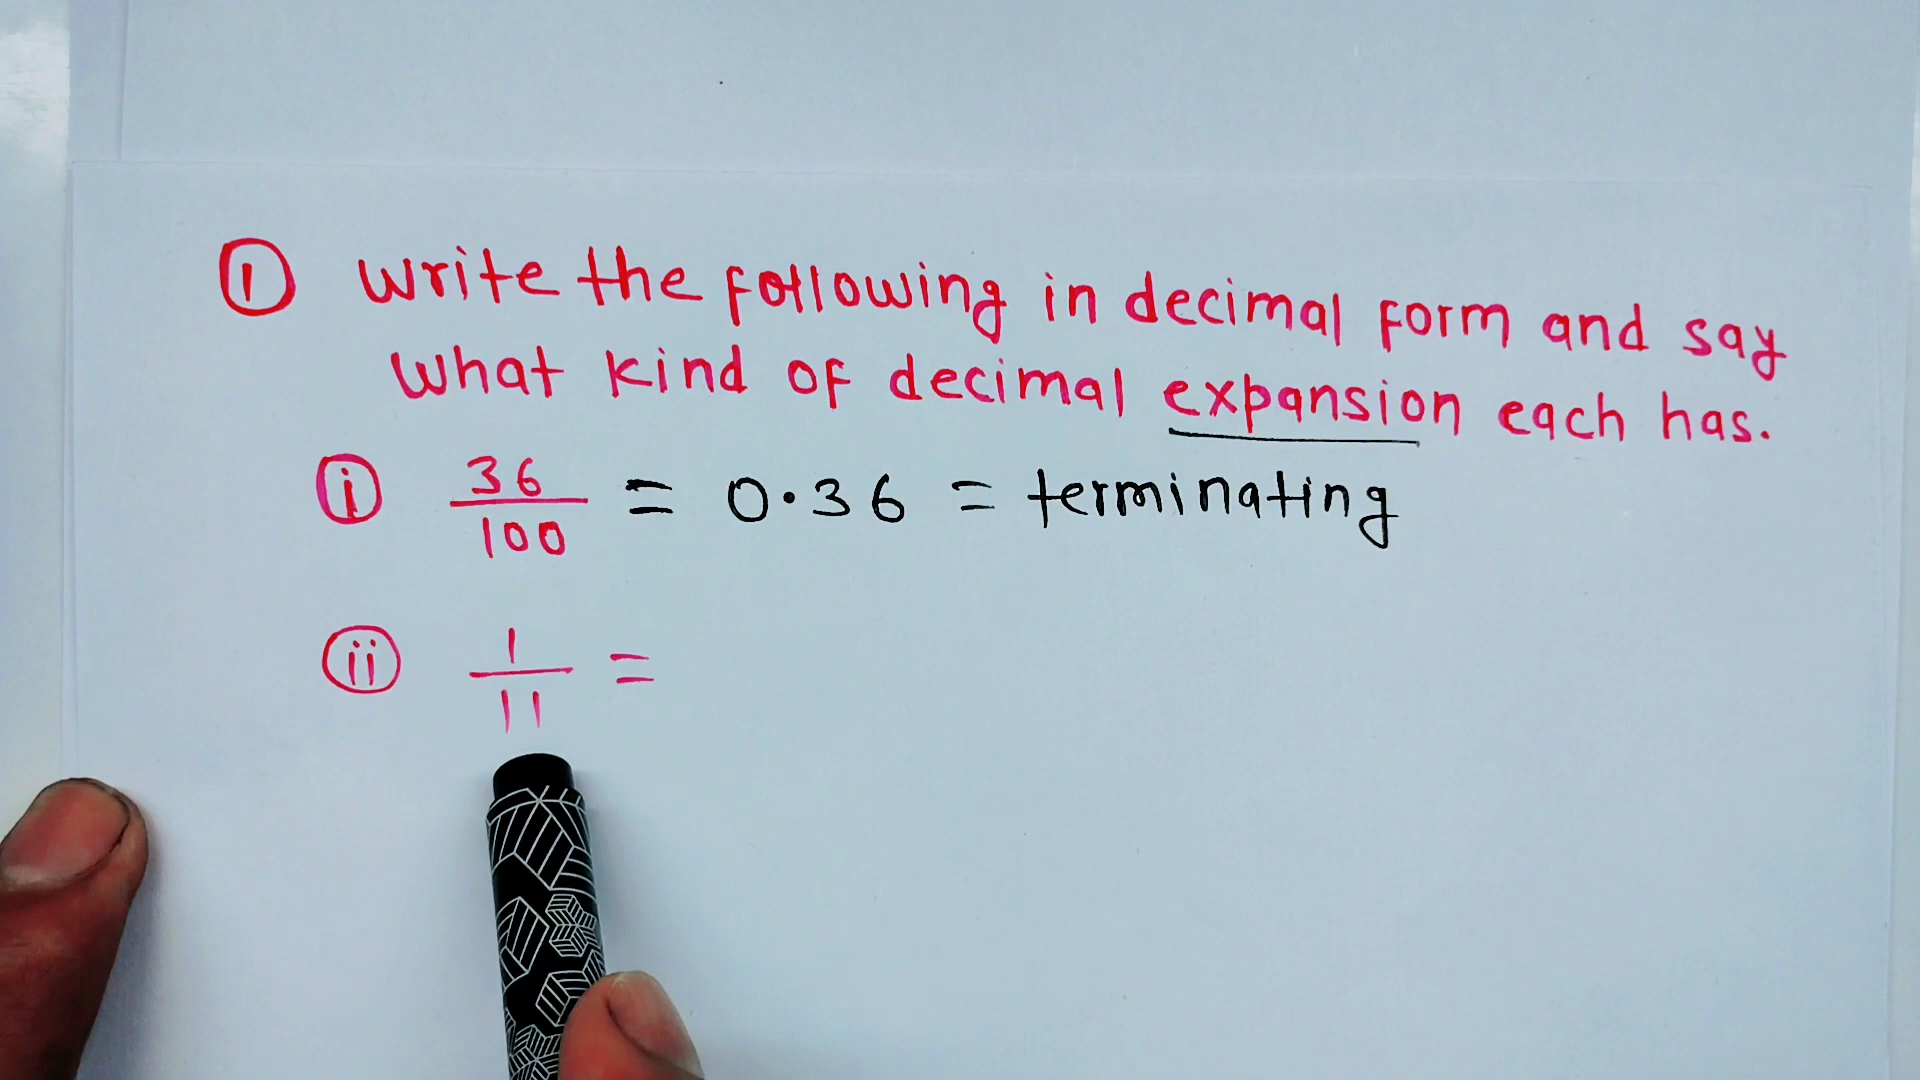 ① Write the following in decimal form and say
what kind of decimal expansion each has.
ⓘ 36/100 = 0.36 = terminating
ⓘⓘ 1/11 =